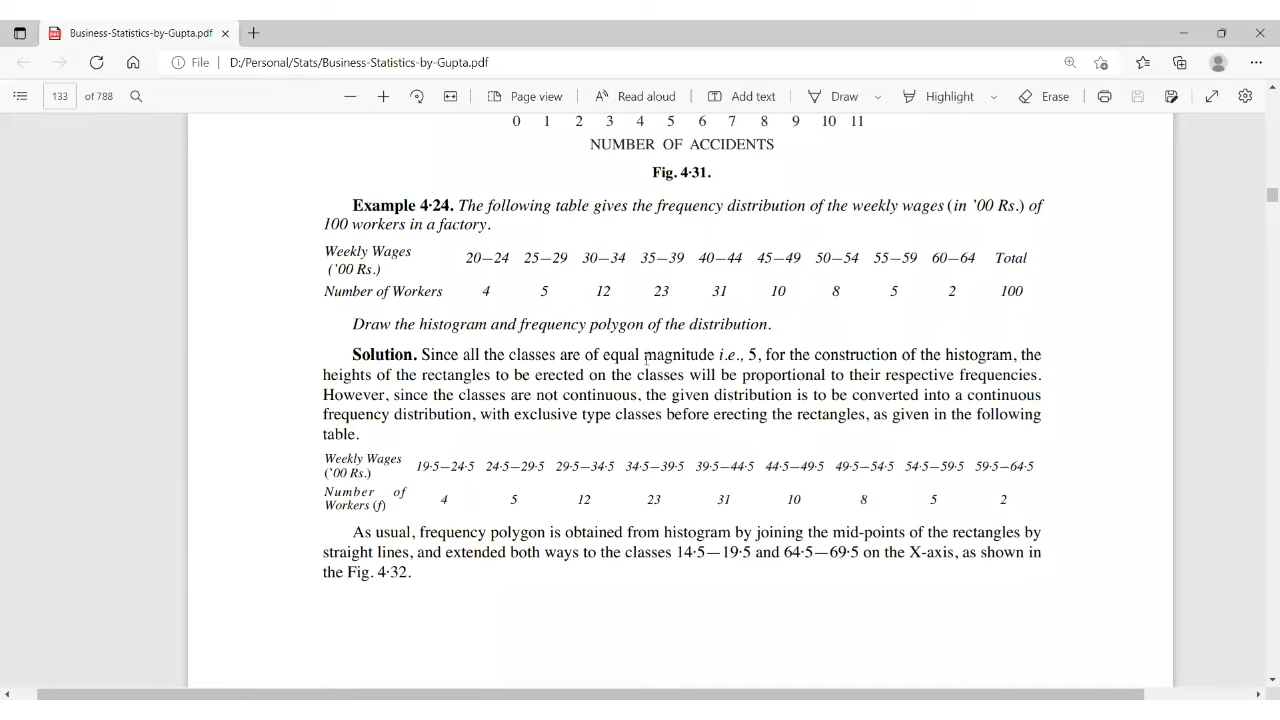 Business-Statistics-by-Gupta.pdf
File | D:/Personal/Stats/Business-Statistics-by-Gupta.pdf
133 of 788 Page view Read aloud Add text Draw Highlight Erase
0 1 2 3 4 5 6 7 8 9 10 11
NUMBER OF ACCIDENTS
Fig. 4·31.
Example 4·24. The following table gives the frequency distribution of the weekly wages (in ’00 Rs.) of
100 workers in a factory.
Weekly Wages
(’00 Rs.) 20—24 25—29 30—34 35—39 40—44 45—49 50—54 55—59 60—64 Total
Number of Workers 4 5 12 23 31 10 8 5 2 100
Draw the histogram and frequency polygon of the distribution.
Solution. Since all the classes are of equal magnitude i.e., 5, for the construction of the histogram, the
heights of the rectangles to be erected on the classes will be proportional to their respective frequencies.
However, since the classes are not continuous, the given distribution is to be converted into a continuous
frequency distribution, with exclusive type classes before erecting the rectangles, as given in the following
table.
Weekly Wages
(’00 Rs.) 19·5—24·5 24·5—29·5 29·5—34·5 34·5—39·5 39·5—44·5 44·5—49·5 49·5—54·5 54·5—59·5 59·5—64·5
Number of
Workers (f) 4 5 12 23 31 10 8 5 2
As usual, frequency polygon is obtained from histogram by joining the mid-points of the rectangles by
straight lines, and extended both ways to the classes 14·5—19·5 and 64·5—69·5 on the X-axis, as shown in
the Fig. 4·32.